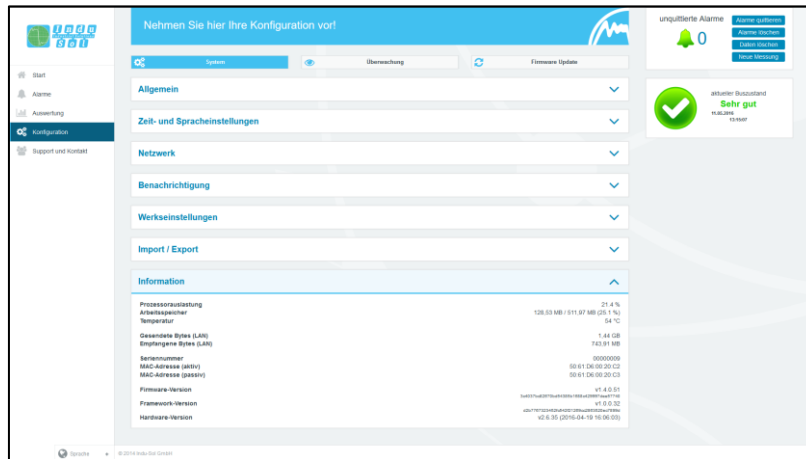 Indu
Sol
Start
Alarme
Auswertung
Konfiguration
Support und Kontakt
Sprache
Nehmen Sie hier Ihre Konfiguration vor!
System
Überwachung
Firmware Update
Allgemein
Zeit- und Spracheinstellungen
Netzwerk
Benachrichtigung
Werkseinstellungen
Import / Export
Information
Prozessorauslastung 21.4 %
Arbeitsspeicher 128,53 MB / 511,97 MB (25.1 %)
Temperatur 54 °C
Gesendete Bytes (LAN) 1,44 GB
Empfangene Bytes (LAN) 743,91 MB
Seriennummer 00000009
MAC-Adresse (aktiv) 50:61:D6:00:20:C2
MAC-Adresse (passiv) 50:61:D6:00:20:C3
Firmware-Version v1.4.0.51
Framework-Version v1.0.0.32
Hardware-Version v2.6.35 (2016-04-19 16:06:03)
© 2014 Indu-Sol GmbH
unquittierte Alarme
0
Alarme quittieren
Alarme löschen
Daten löschen
Neue Messung
aktueller Buszustand
Sehr gut
11.05.2016